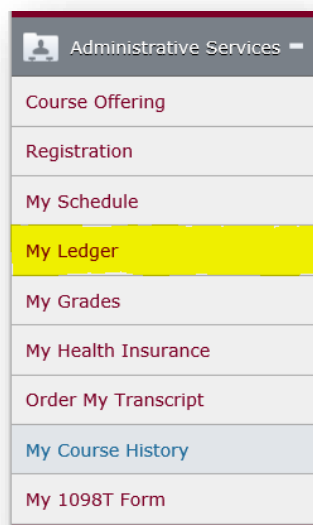 Administrative Services
Course Offering
Registration
My Schedule
My Ledger
My Grades
My Health Insurance
Order My Transcript
My Course History
My 1098T Form